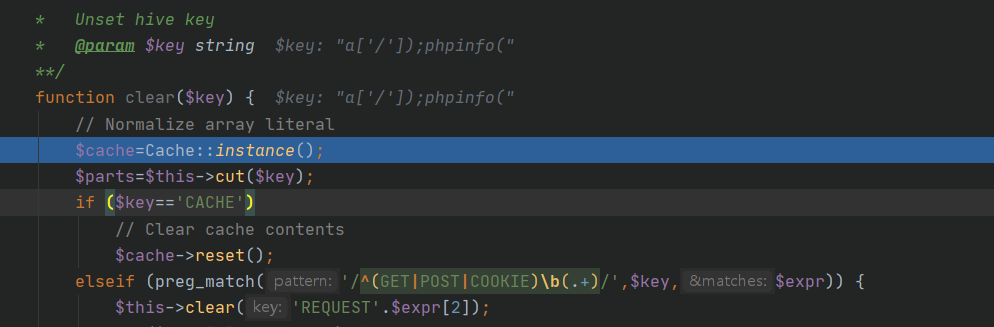 *   Unset hive key
*   @param $key string  $key: "a['/']);phpinfo("
**/
function clear($key) {  $key: "a['/']);phpinfo("
// Normalize array literal
$cache=Cache::instance();
$parts=$this->cut($key);
if ($key=='CACHE')
// Clear cache contents
$cache->reset();
elseif (preg_match( pattern: '/^(GET|POST|COOKIE)\b(.+)/',$key, &matches: $expr)) {
$this->clear( key: 'REQUEST'.$expr[2]);